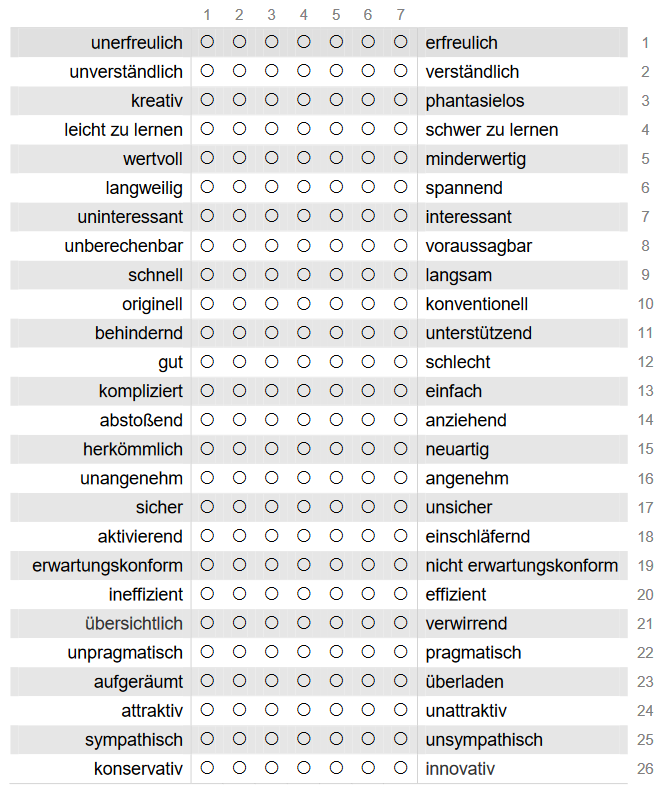 1 2 3 4 5 6 7
unerfreulich erfreulich 1
unverständlich verständlich 2
kreativ phantasielos 3
leicht zu lernen schwer zu lernen 4
wertvoll minderwertig 5
langweilig spannend 6
uninteressant interessant 7
unberechenbar voraussagbar 8
schnell langsam 9
originell konventionell 10
behindernd unterstützend 11
gut schlecht 12
kompliziert einfach 13
abstoßend anziehend 14
herkömmlich neuartig 15
unangenehm angenehm 16
sicher unsicher 17
aktivierend einschläfernd 18
erwartungskonform nicht erwartungskonform 19
ineffizient effizient 20
übersichtlich verwirrend 21
unpragmatisch pragmatisch 22
aufgeräumt überladen 23
attraktiv unattraktiv 24
sympathisch unsympathisch 25
konservativ innovativ 26